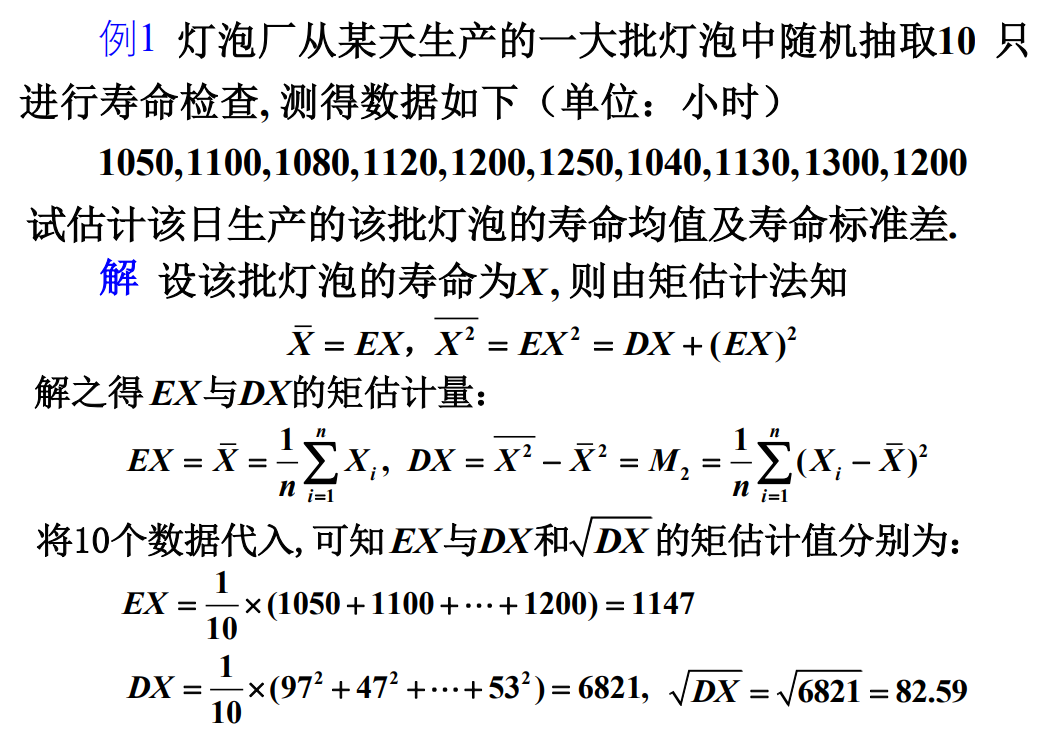 例1 灯泡厂从某天生产的一大批灯泡中随机抽取10 只
进行寿命检查, 测得数据如下（单位：小时）
1050,1100,1080,1120,1200,1250,1040,1130,1300,1200
试估计该日生产的该批灯泡的寿命均值及寿命标准差.
解 设该批灯泡的寿命为X, 则由矩估计法知
$\bar{X} = EX，\overline{X^2} = EX^2 = DX + (EX)^2$
解之得EX与DX的矩估计量：
$EX = \bar{X} = \frac{1}{n}\sum_{i=1}^{n} X_i, DX = \overline{X^2} - \bar{X}^2 = M_2 = \frac{1}{n}\sum_{i=1}^{n}(X_i - \bar{X})^2$
将10个数据代入, 可知EX与DX和$\sqrt{DX}$的矩估计值分别为：
$EX = \frac{1}{10}×(1050+1100+\cdots+1200) = 1147$
$DX = \frac{1}{10}×(97^2+47^2+\cdots+53^2) = 6821, \sqrt{DX} = \sqrt{6821} = 82.59$